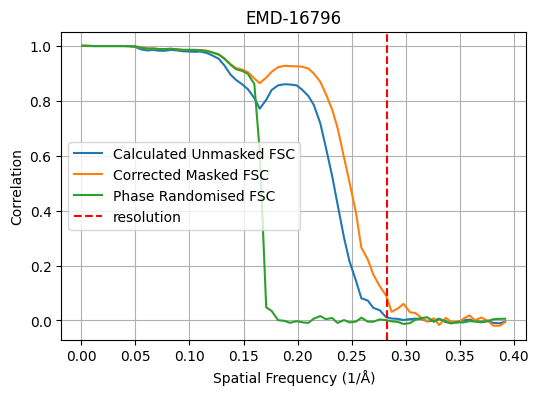 EMD-16796
1.0
0.8
0.6
0.4
0.2
0.0
Correlation
Calculated Unmasked FSC
Corrected Masked FSC
Phase Randomised FSC
resolution
0.00 0.05 0.10 0.15 0.20 0.25 0.30 0.35 0.40
Spatial Frequency (1/Å)